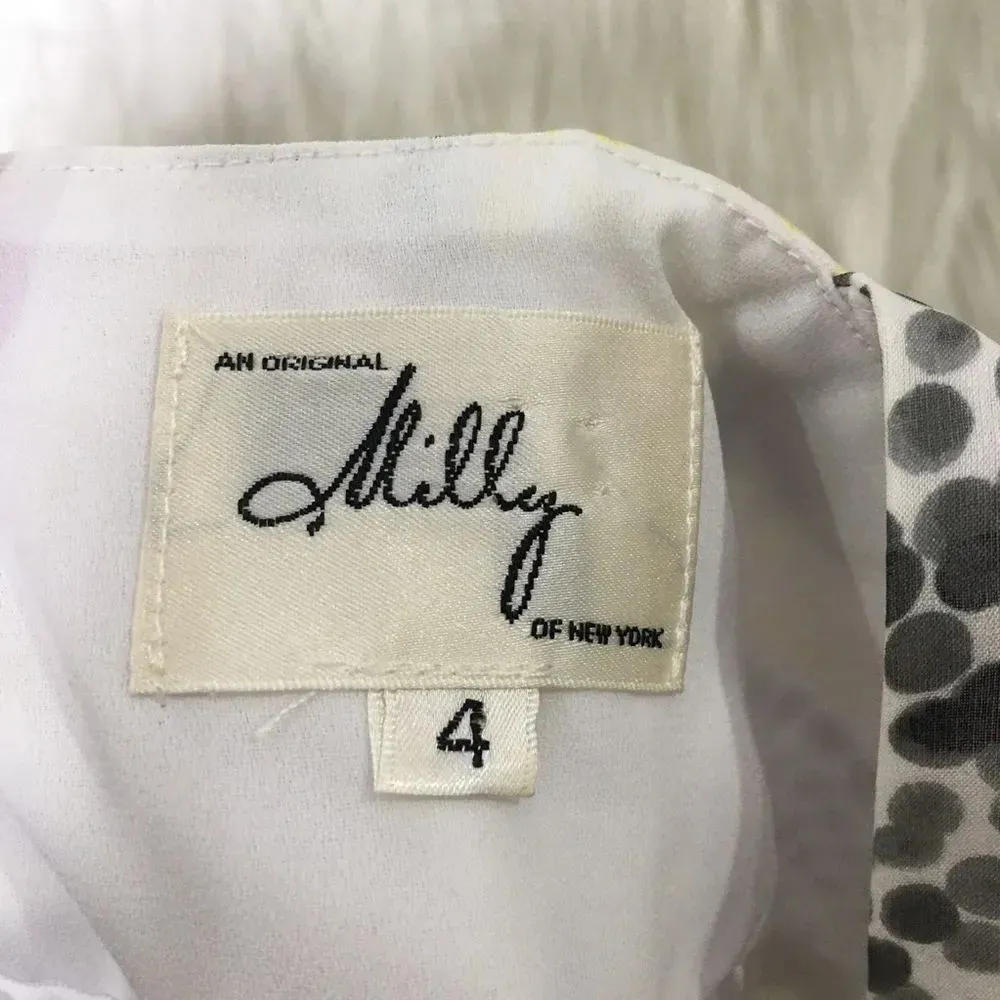 AN ORIGINAL
Milly
OF NEW YORK
4